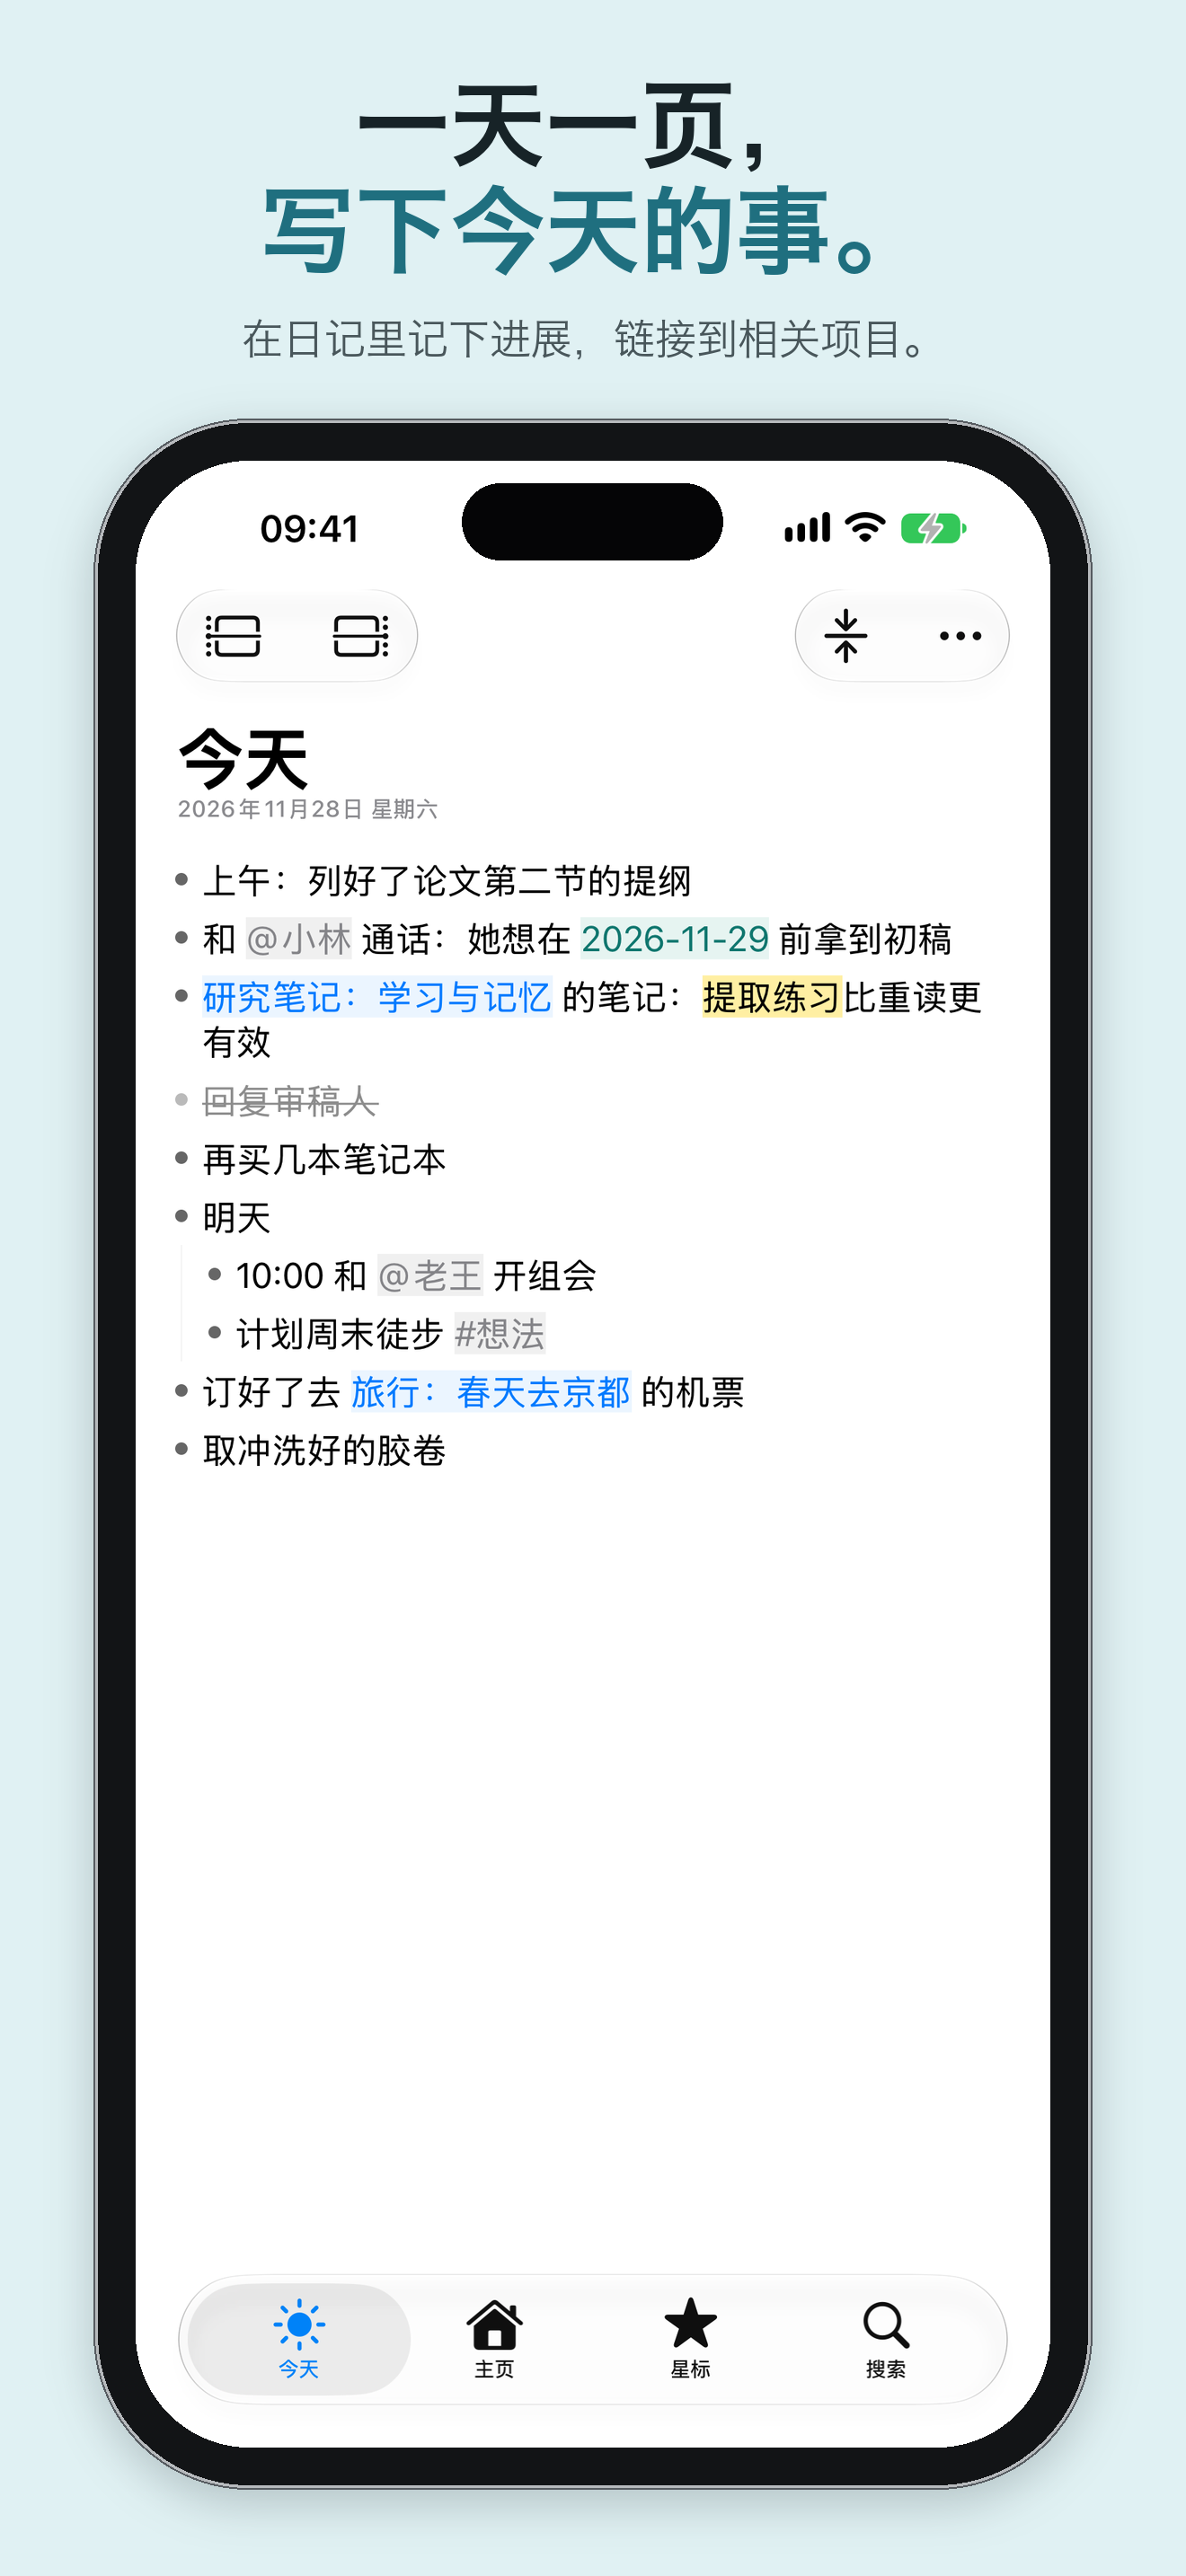 一天一页，
写下今天的事。
在日记里记下进展，链接到相关项目。
09:41
今天
2026年11月28日 星期六
上午：列好了论文第二节的提纲
和 @小林 通话：她想在 2026-11-29 前拿到初稿
研究笔记：学习与记忆 的笔记：提取练习比重读更
有效
回复审稿人
再买几本笔记本
明天
10:00 和 @老王 开组会
计划周末徒步 #想法
订好了去 旅行：春天去京都 的机票
取冲洗好的胶卷
今天 主页 星标 搜索